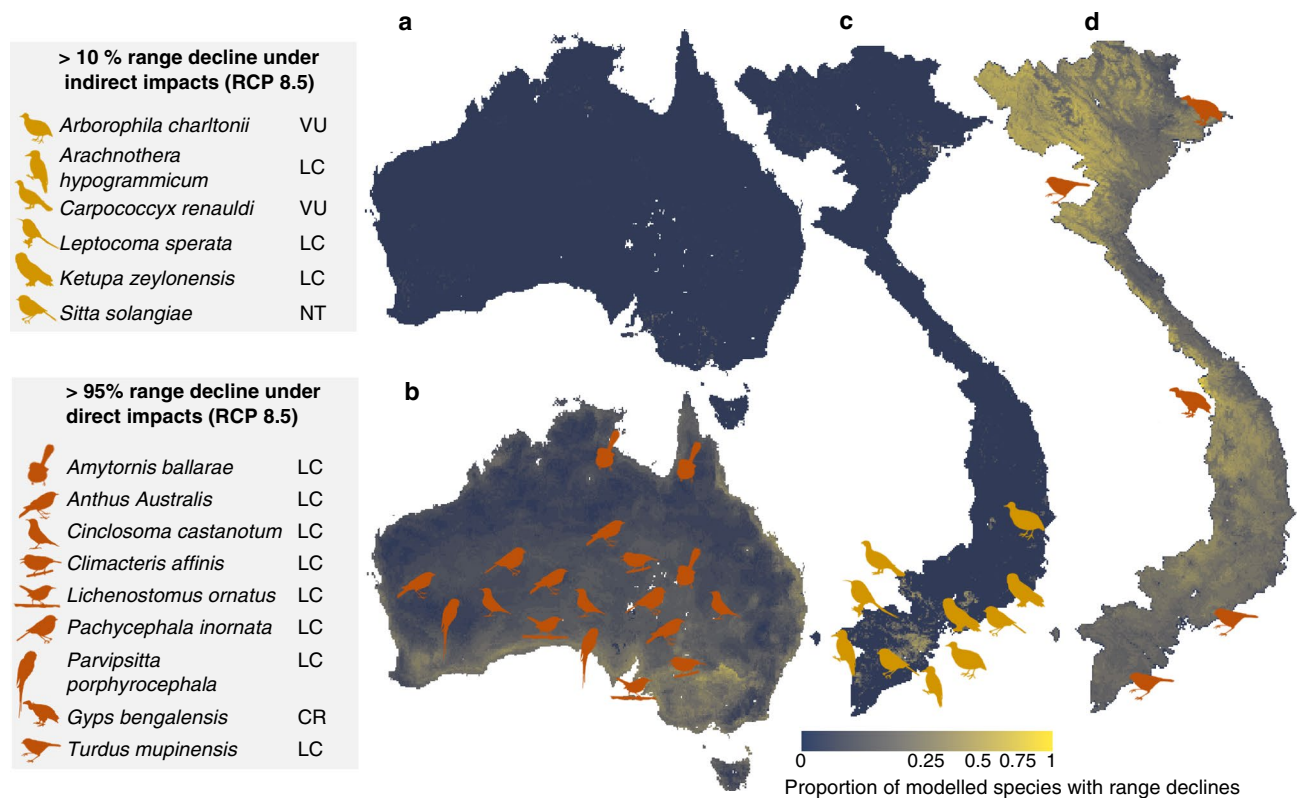 a
c
d
> 10 % range decline under
indirect impacts (RCP 8.5)
Arborophila charltonii VU
Arachnothera
hypogrammicum LC
Carpococcyx renauldi VU
Leptocoma sperata LC
Ketupa zeylonensis LC
Sitta solangiae NT
> 95% range decline under
direct impacts (RCP 8.5)
b
Amytornis ballarae LC
Anthus Australis LC
Cinclosoma castanotum LC
Climacteris affinis LC
Lichenostomus ornatus LC
Pachycephala inornata LC
Parvipsitta LC
porphyrocephala
Gyps bengalensis CR
Turdus mupinensis LC
0 0.25 0.5 0.75 1
Proportion of modelled species with range declines